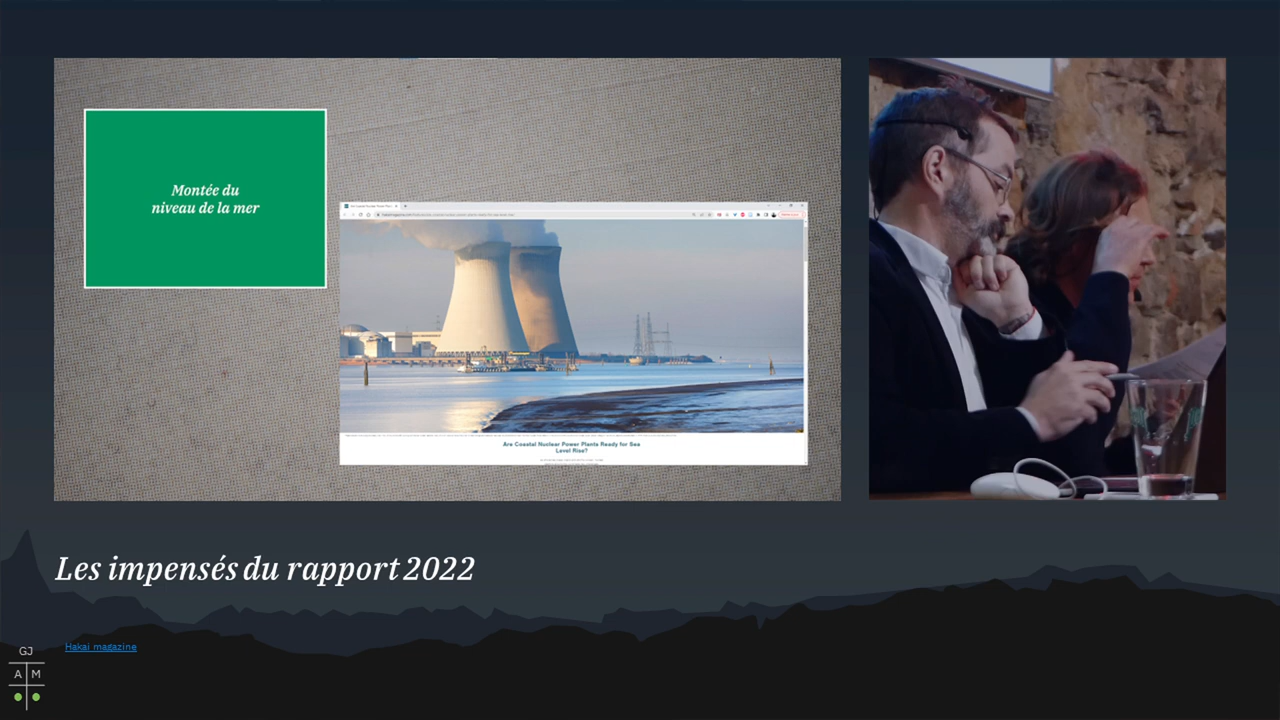 Montée du
niveau de la mer
Are Coastal Nuclear Power Plants Ready for Sea
Level Rise?
Les impensés du rapport 2022
Hakai magazine
GJ
A M